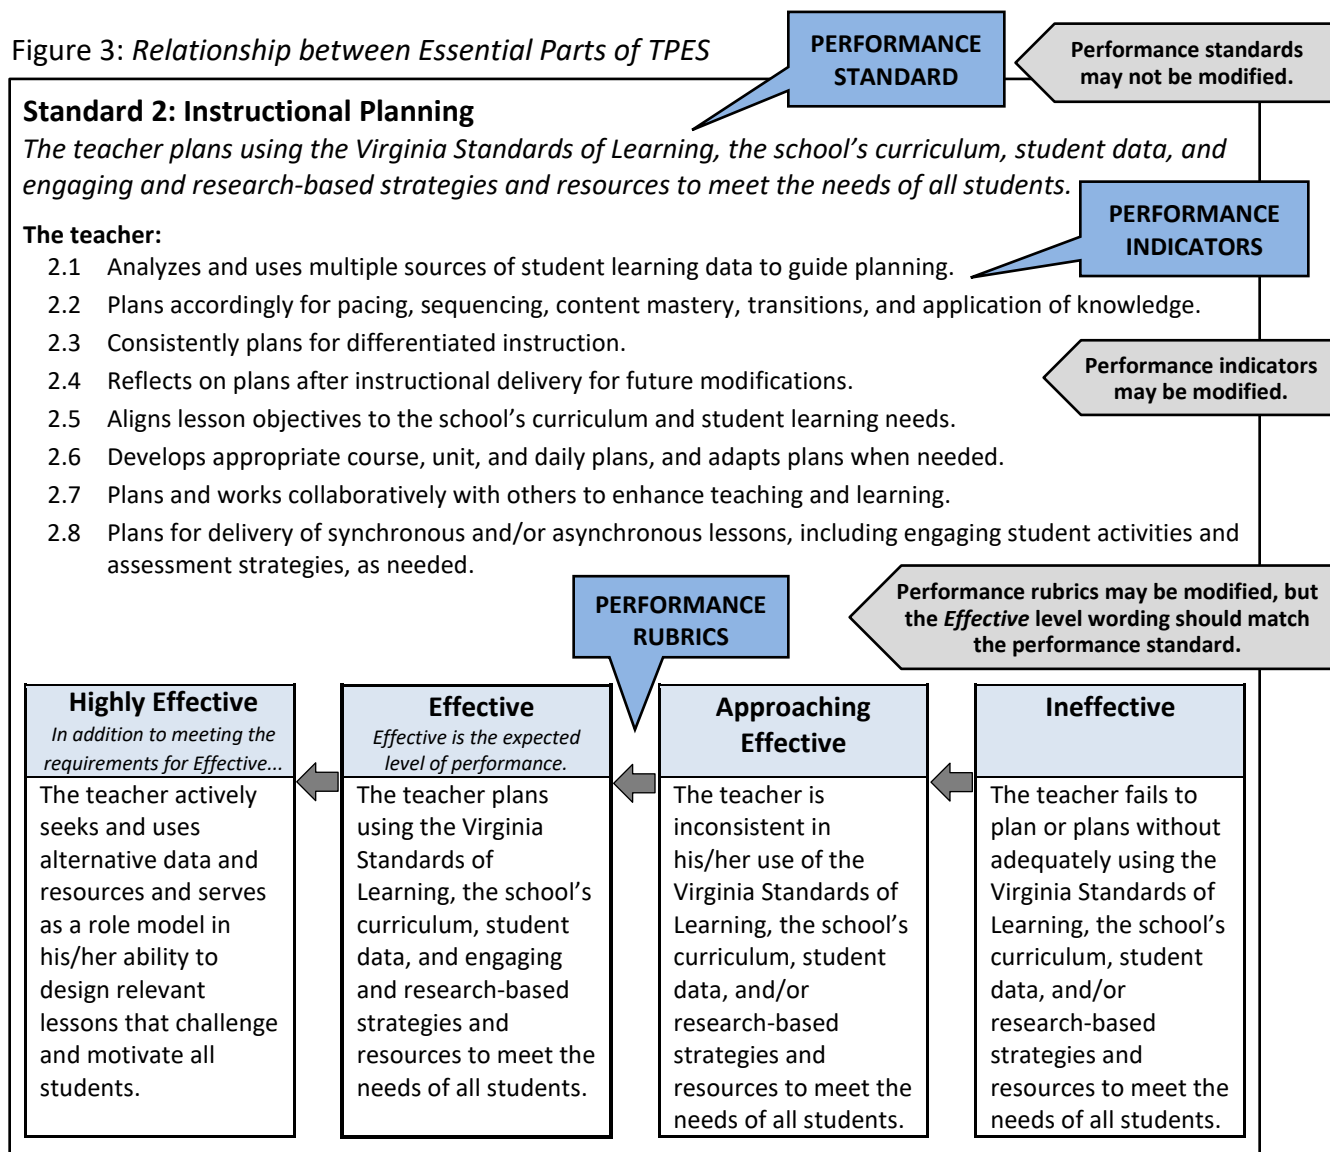 Figure 3: Relationship between Essential Parts of TPES
PERFORMANCE
STANDARD
Performance standards
may not be modified.
Standard 2: Instructional Planning
The teacher plans using the Virginia Standards of Learning, the school’s curriculum, student data, and
engaging and research-based strategies and resources to meet the needs of all students.
PERFORMANCE
INDICATORS
The teacher:
2.1 Analyzes and uses multiple sources of student learning data to guide planning.
2.2 Plans accordingly for pacing, sequencing, content mastery, transitions, and application of knowledge.
2.3 Consistently plans for differentiated instruction.
Performance indicators
may be modified.
2.4 Reflects on plans after instructional delivery for future modifications.
2.5 Aligns lesson objectives to the school’s curriculum and student learning needs.
2.6 Develops appropriate course, unit, and daily plans, and adapts plans when needed.
2.7 Plans and works collaboratively with others to enhance teaching and learning.
2.8 Plans for delivery of synchronous and/or asynchronous lessons, including engaging student activities and
assessment strategies, as needed.
PERFORMANCE
RUBRICS
Performance rubrics may be modified, but
the Effective level wording should match
the performance standard.
Highly Effective
In addition to meeting the
requirements for Effective...
The teacher actively
seeks and uses
alternative data and
resources and serves
as a role model in
his/her ability to
design relevant
lessons that challenge
and motivate all
students.
Effective
Effective is the expected
level of performance.
The teacher plans
using the Virginia
Standards of
Learning, the school’s
curriculum, student
data, and engaging
and research-based
strategies and
resources to meet the
needs of all students.
Approaching
Effective
The teacher is
inconsistent in
his/her use of the
Virginia Standards of
Learning, the school’s
curriculum, student
data, and/or
research-based
strategies and
resources to meet the
needs of all students.
Ineffective
The teacher fails to
plan or plans without
adequately using the
Virginia Standards of
Learning, the school’s
curriculum, student
data, and/or
research-based
strategies and
resources to meet the
needs of all students.